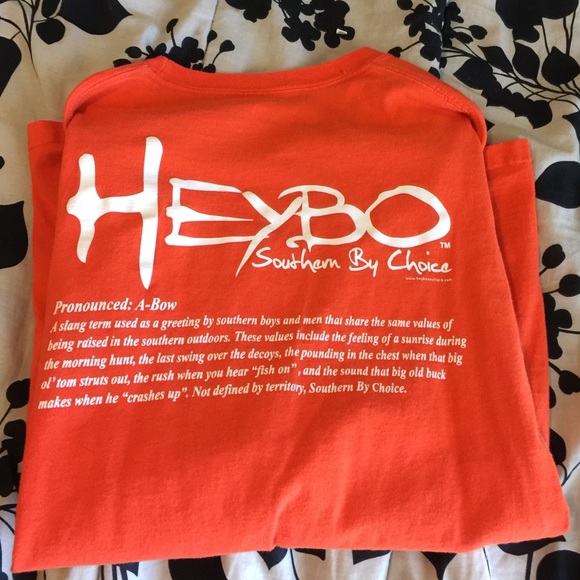 HEYBO
TM
Southern By Choice
Pronounced: A-Bow
A slang term used as a greeting by southern boys and men that share the same values of
being raised in the southern outdoors. These values include the feeling of a sunrise during
the morning hunt, the last swing over the decoys, the pounding in the chest when that big
ol' tom struts out, the rush when you hear "fish on", and the sound that big old buck
makes when he "crashes up". Not defined by territory, Southern By Choice.